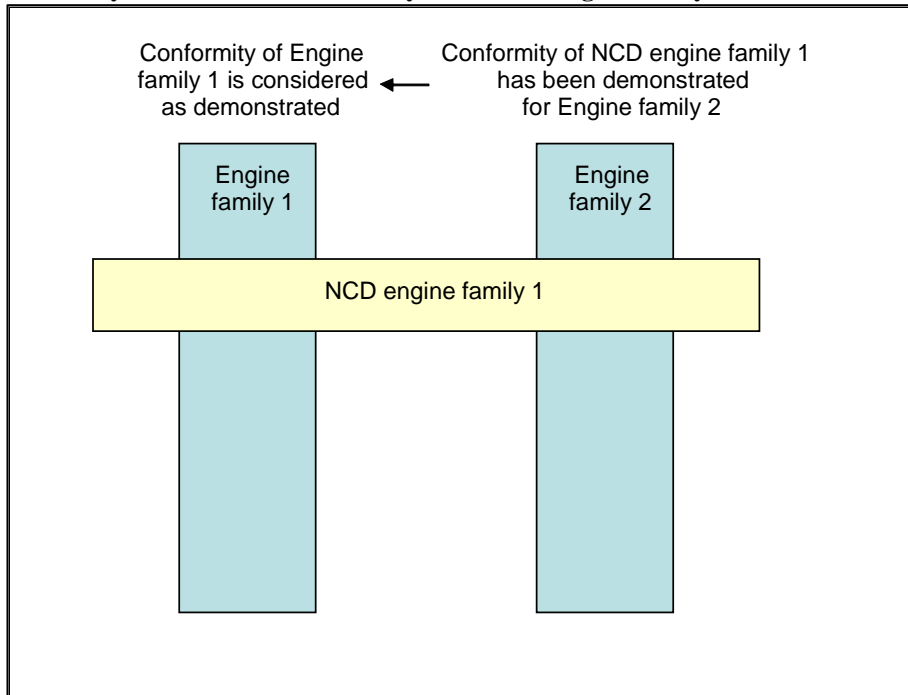 Conformity of Engine
family 1 is considered
as demonstrated
Conformity of NCD engine family 1
has been demonstrated
for Engine family 2
Engine
family 1
Engine
family 2
NCD engine family 1